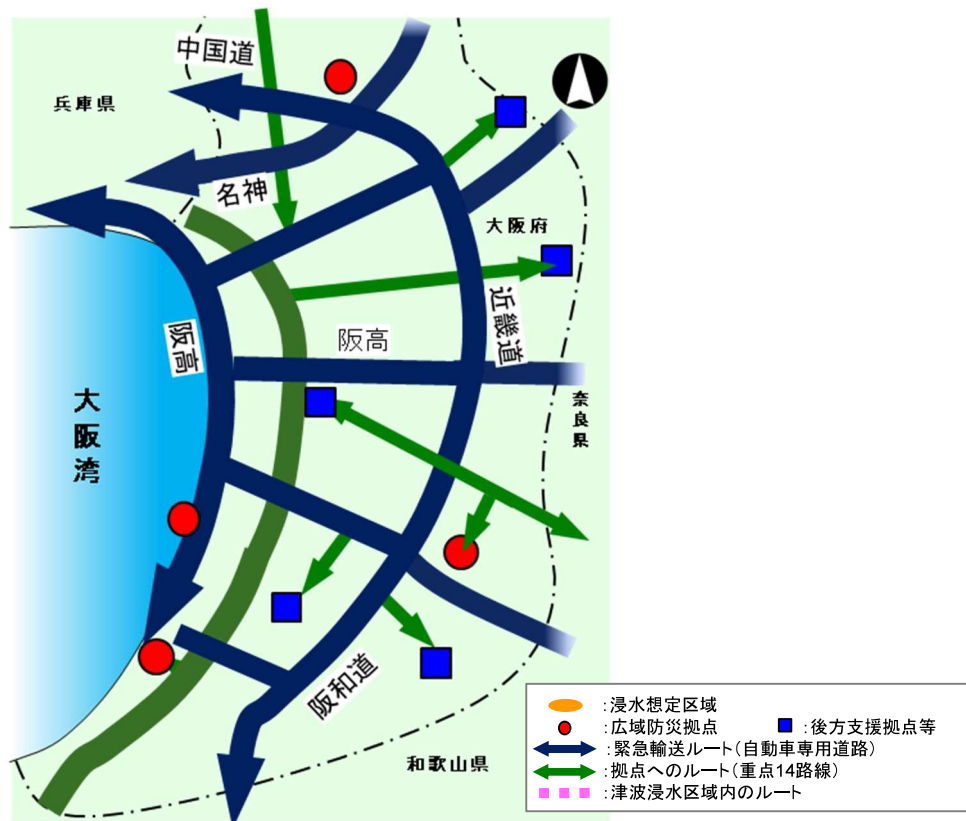 中国道
兵庫県
名神
大阪府
近畿道
阪高
阪高
奈良県
大阪湾
阪和道
和歌山県
:浸水想定区域
:広域防災拠点
:後方支援拠点等
:緊急輸送ルート(自動車専用道路)
:拠点へのルート(重点14路線)
:津波浸水区域内のルート